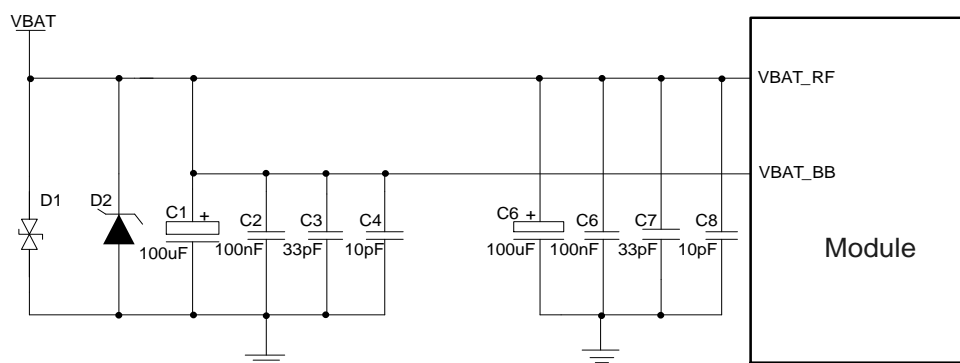 VBAT
VBAT_RF
VBAT_BB
D1
D2
C1
+
C2
C3
C4
C6
+
C6
C7
C8
100uF
100nF
33pF
10pF
100uF
100nF
33pF
10pF
Module